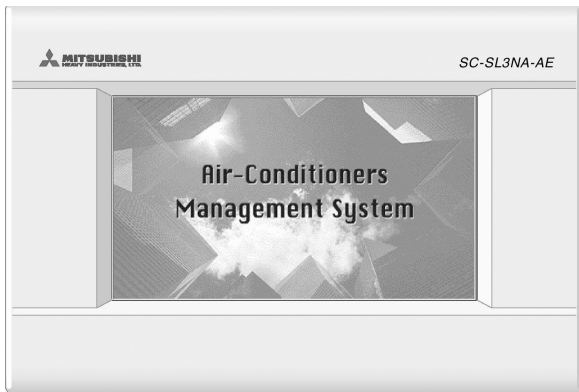 MITSUBISHI
HEAVY INDUSTRIES, LTD.
SC-SL3NA-AE
Air-Conditioners
Management System